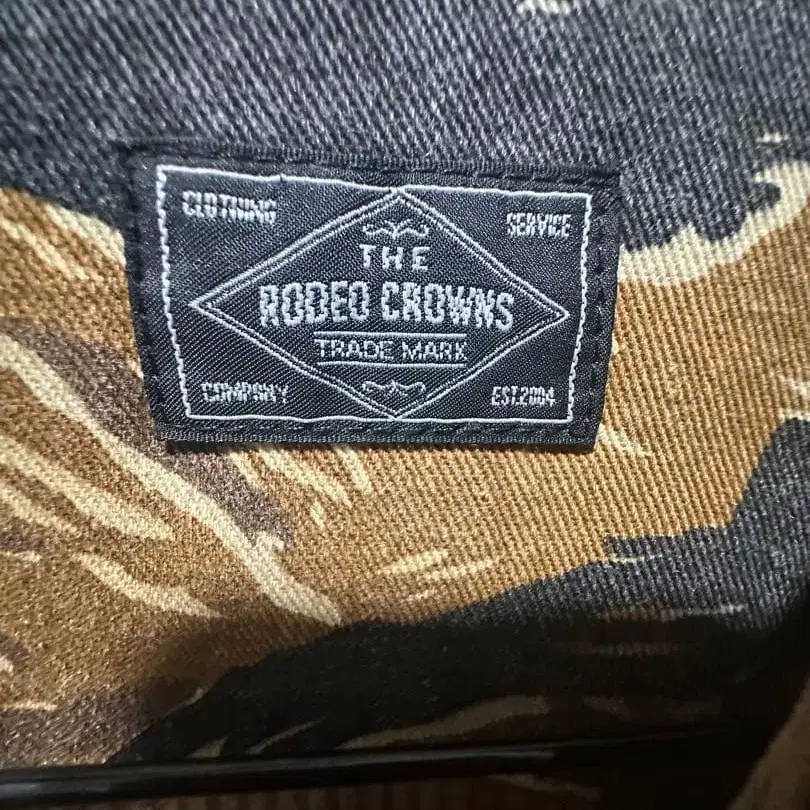 CLOTHING
SERVICE
THE
RODEO CROWNS
TRADE MARK
COMPANY
EST.2004